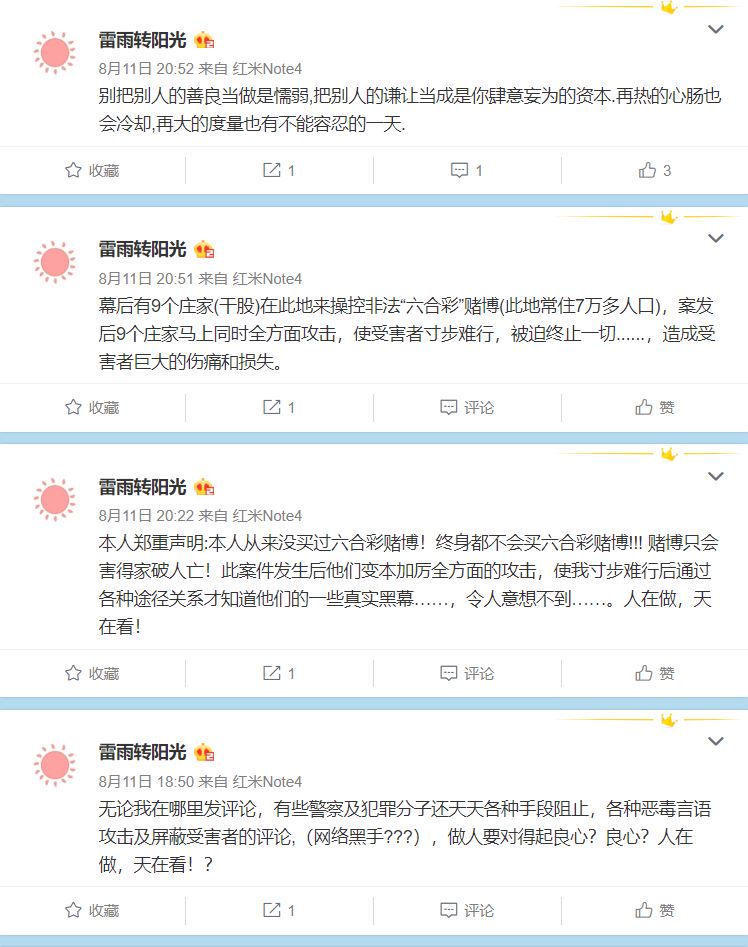 雷雨转阳光
8月11日 20:52 来自 红米Note4
别把别人的善良当做是懦弱,把别人的谦让当成是你肆意妄为的资本.再热的心肠也
会冷却,再大的度量也有不能容忍的一天.
收藏 1 1 3
雷雨转阳光
8月11日 20:51 来自 红米Note4
幕后有9个庄家(干股)在此地来操控非法“六合彩”赌博(此地常住7万多人口)，案发
后9个庄家马上同时全方面攻击，使受害者寸步难行，被迫终止一切......，造成受
害者巨大的伤痛和损失。
收藏 1 评论 赞
雷雨转阳光
8月11日 20:22 来自 红米Note4
本人郑重声明:本人从来没买过六合彩赌博！终身都不会买六合彩赌博!!! 赌博只会
害得家破人亡！此案件发生后他们变本加厉全方面的攻击，使我寸步难行后通过
各种途径关系才知道他们的一些真实黑幕……，令人意想不到……。人在做，天
在看！
收藏 1 评论 赞
雷雨转阳光
8月11日 18:50 来自 红米Note4
无论我在哪里发评论，有些警察及犯罪分子还天天各种手段阻止，各种恶毒言语
攻击及屏蔽受害者的评论,（网络黑手???），做人要对得起良心？良心？人在
做，天在看！？
收藏 1 评论 赞